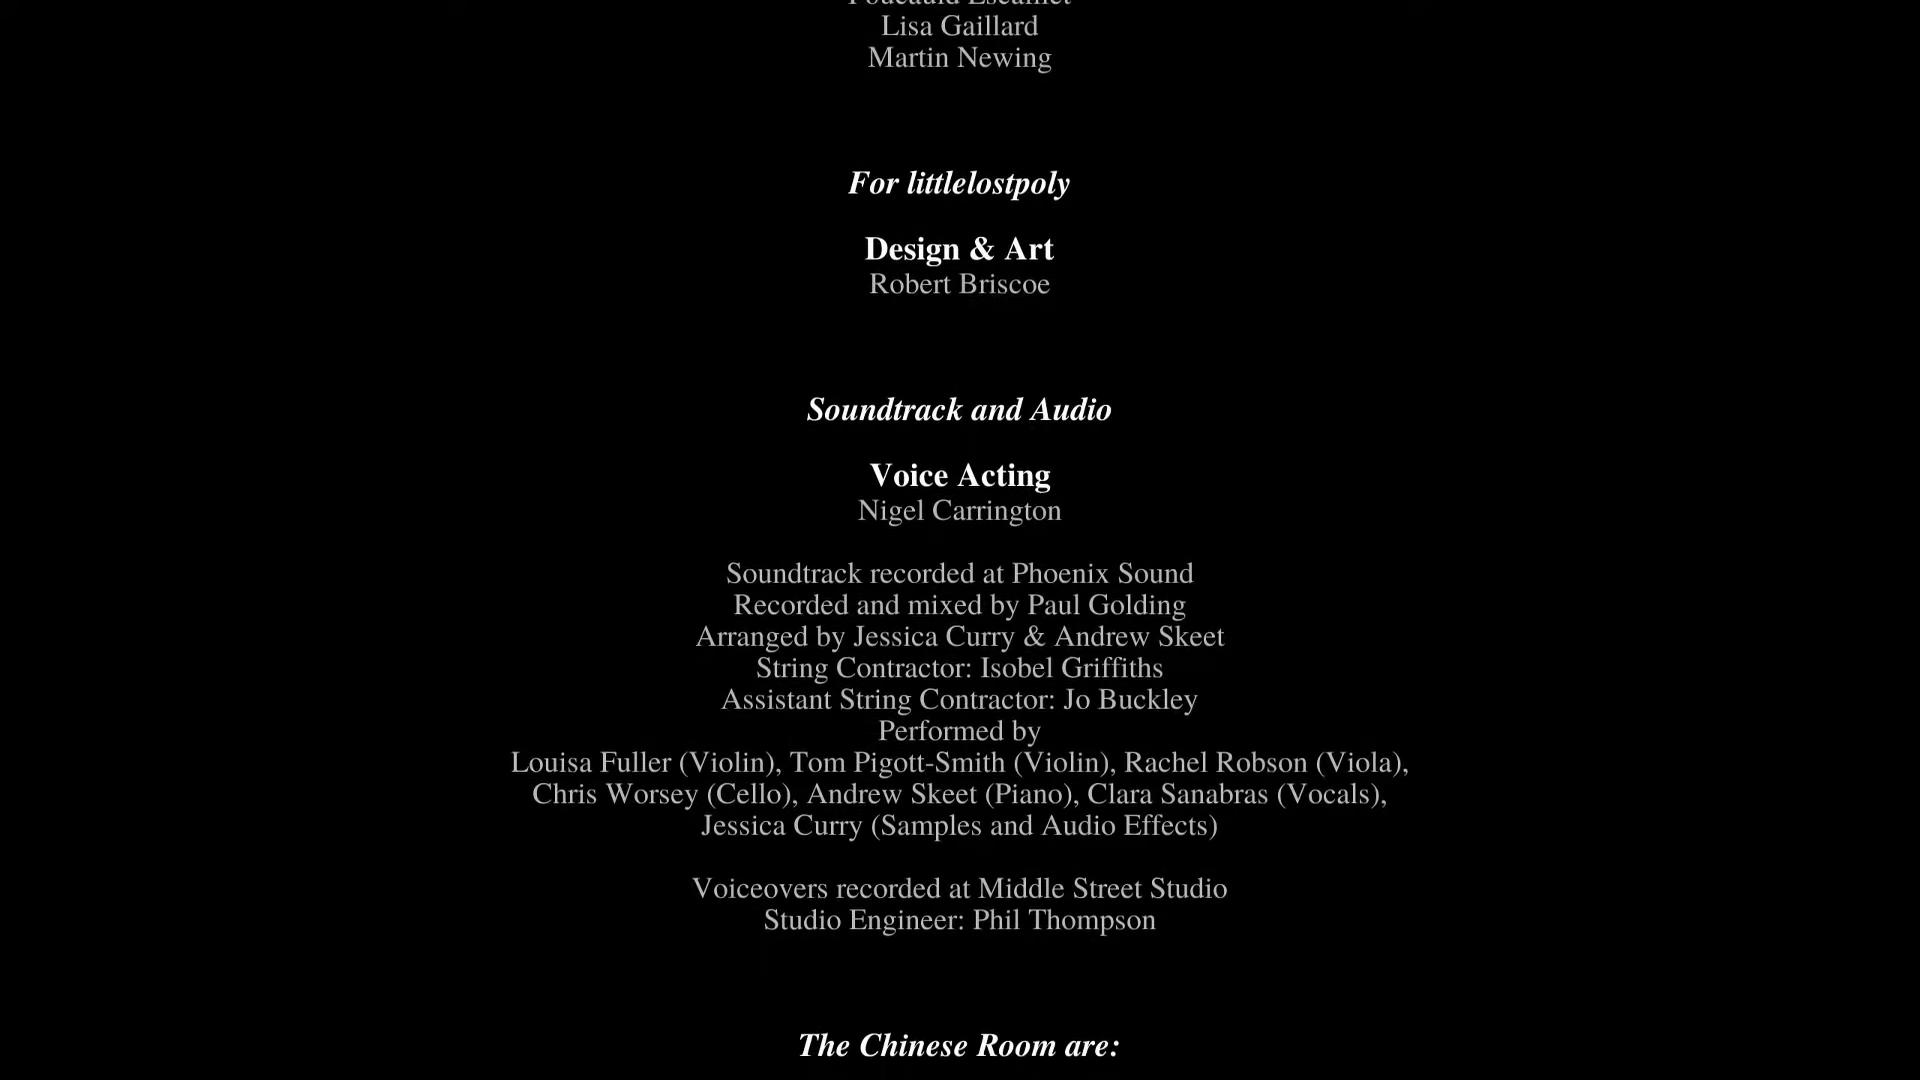 Lisa Gaillard
Martin Newing
For littlelostpoly
Design & Art
Robert Briscoe
Soundtrack and Audio
Voice Acting
Nigel Carrington
Soundtrack recorded at Phoenix Sound
Recorded and mixed by Paul Golding
Arranged by Jessica Curry & Andrew Skeet
String Contractor: Isobel Griffiths
Assistant String Contractor: Jo Buckley
Performed by
Louisa Fuller (Violin), Tom Pigott-Smith (Violin), Rachel Robson (Viola),
Chris Worsey (Cello), Andrew Skeet (Piano), Clara Sanabras (Vocals),
Jessica Curry (Samples and Audio Effects)
Voiceovers recorded at Middle Street Studio
Studio Engineer: Phil Thompson
The Chinese Room are: